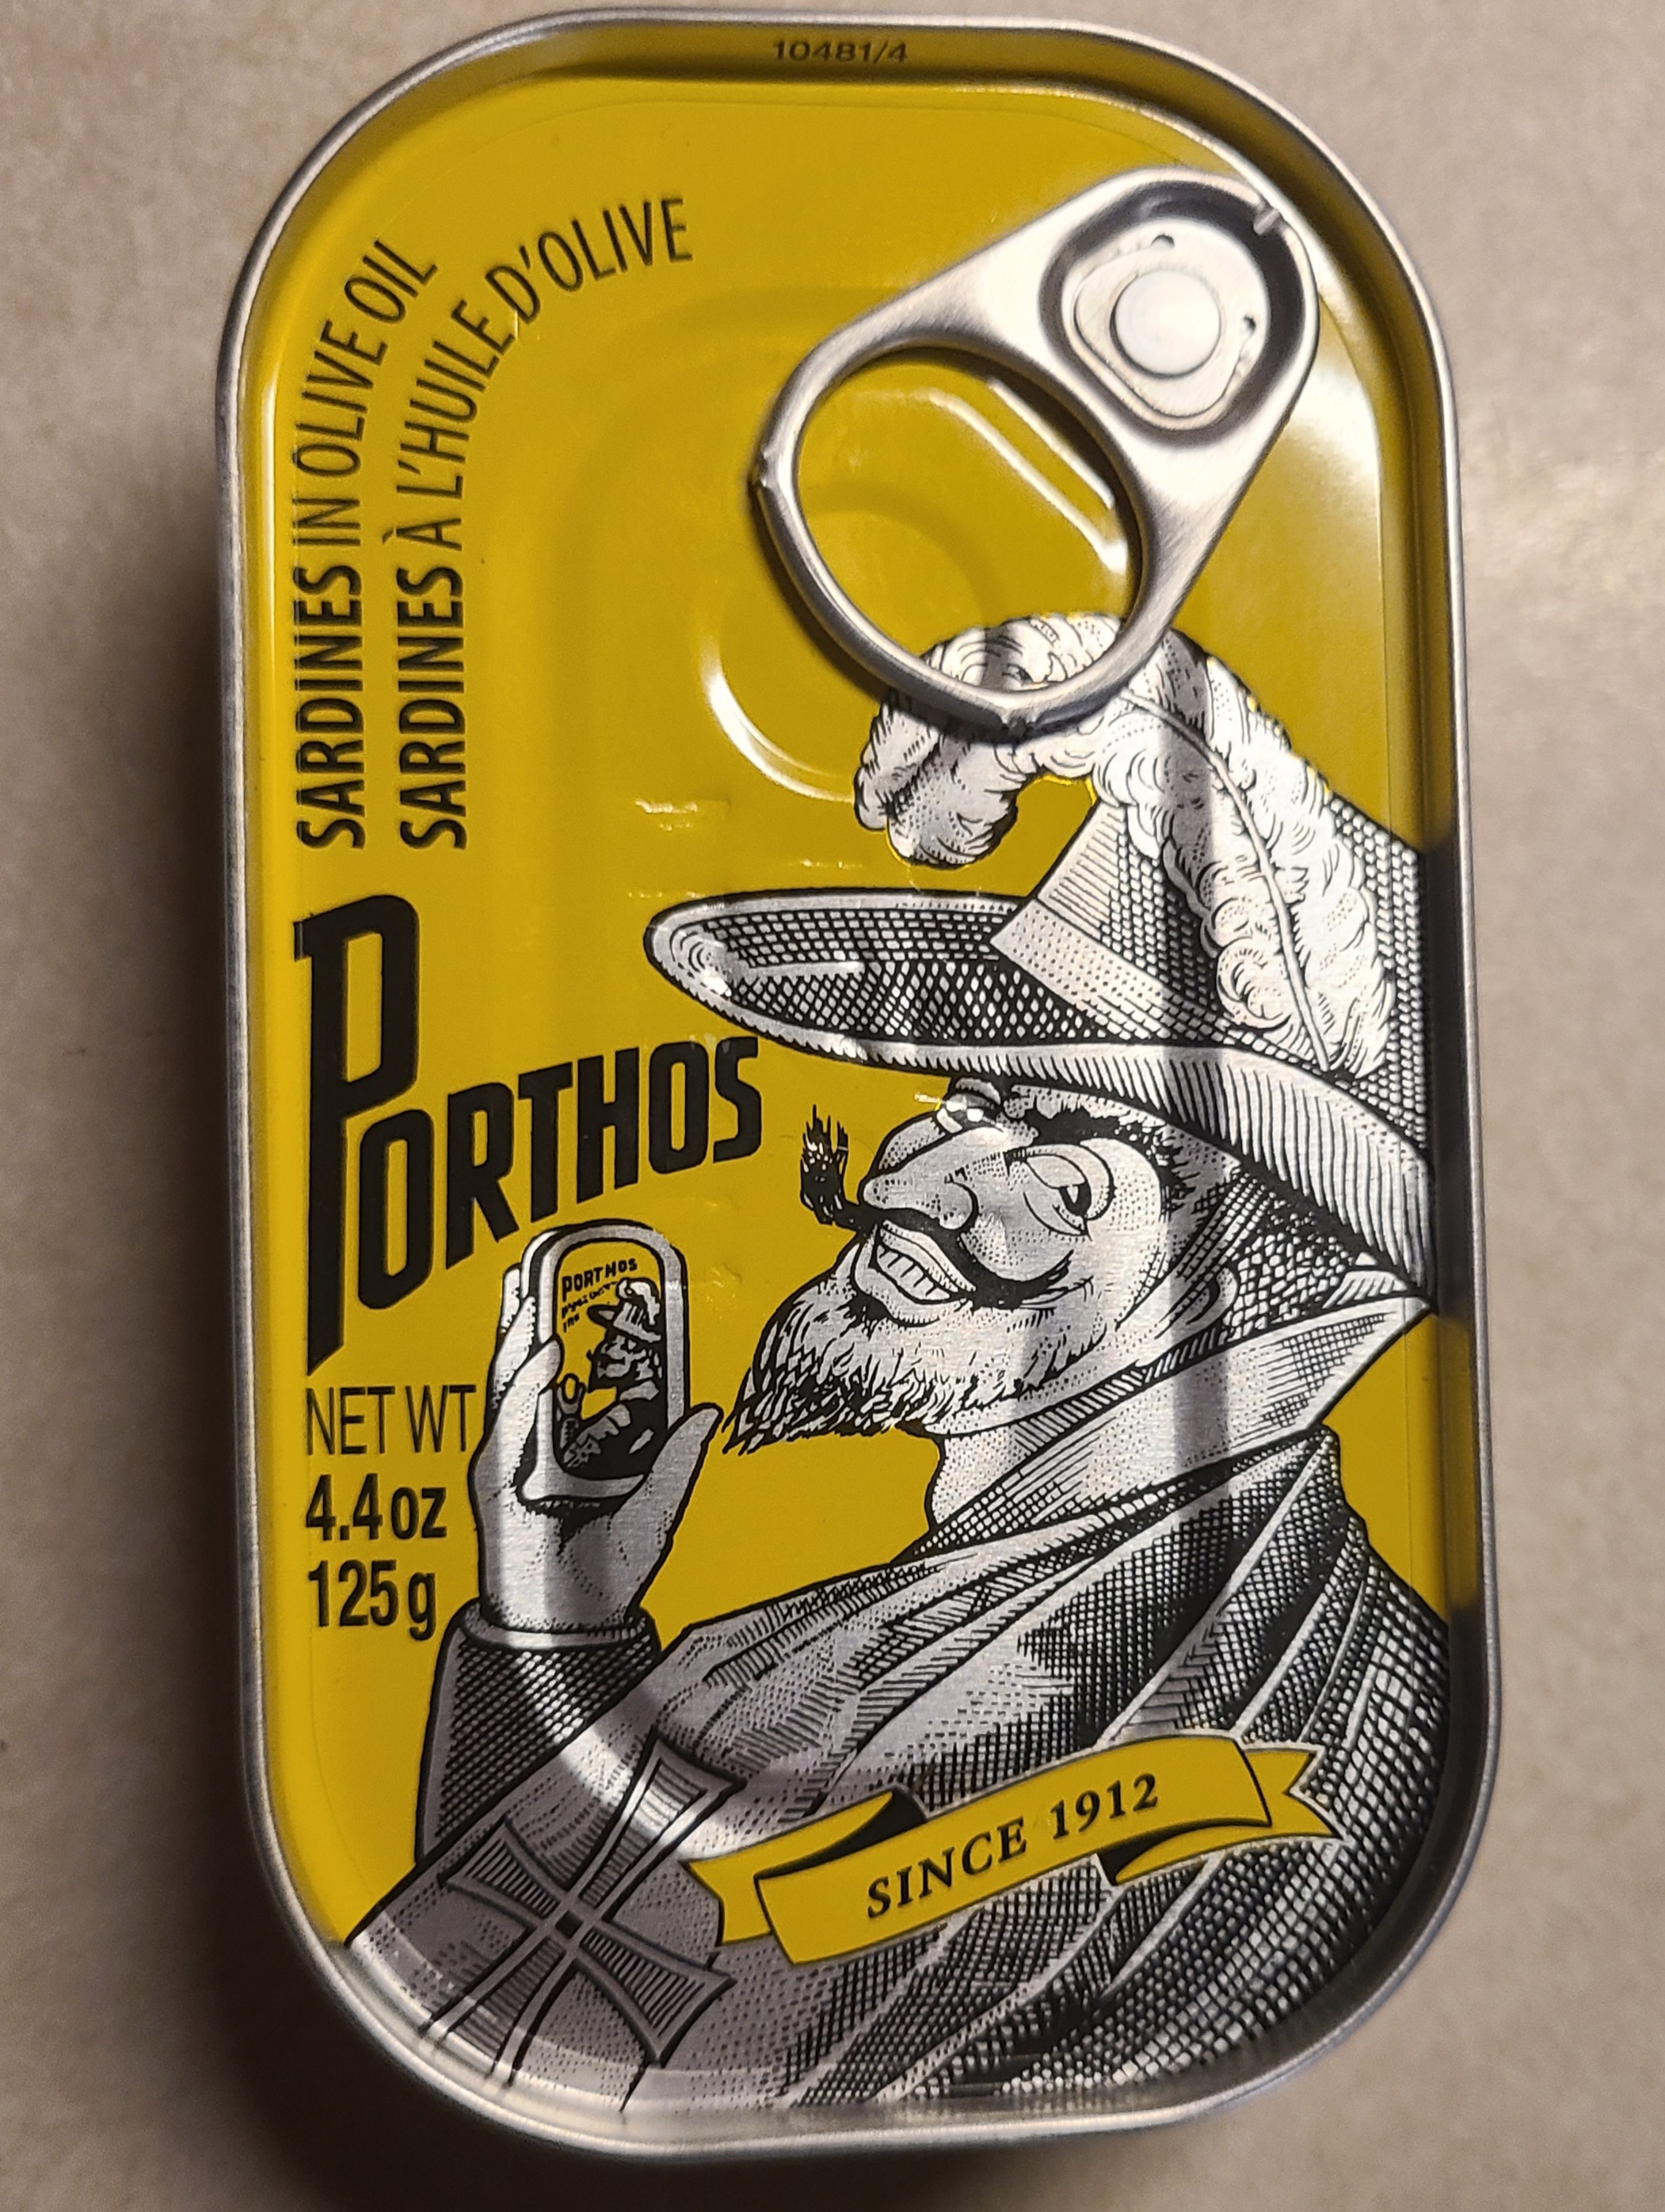 10481/4
SARDINES IN OLIVE OIL
SARDINES À L'HUILE D'OLIVE
PORTHOS
NET WT
4.4oz
125g
PORTHOS
SINCE 1912